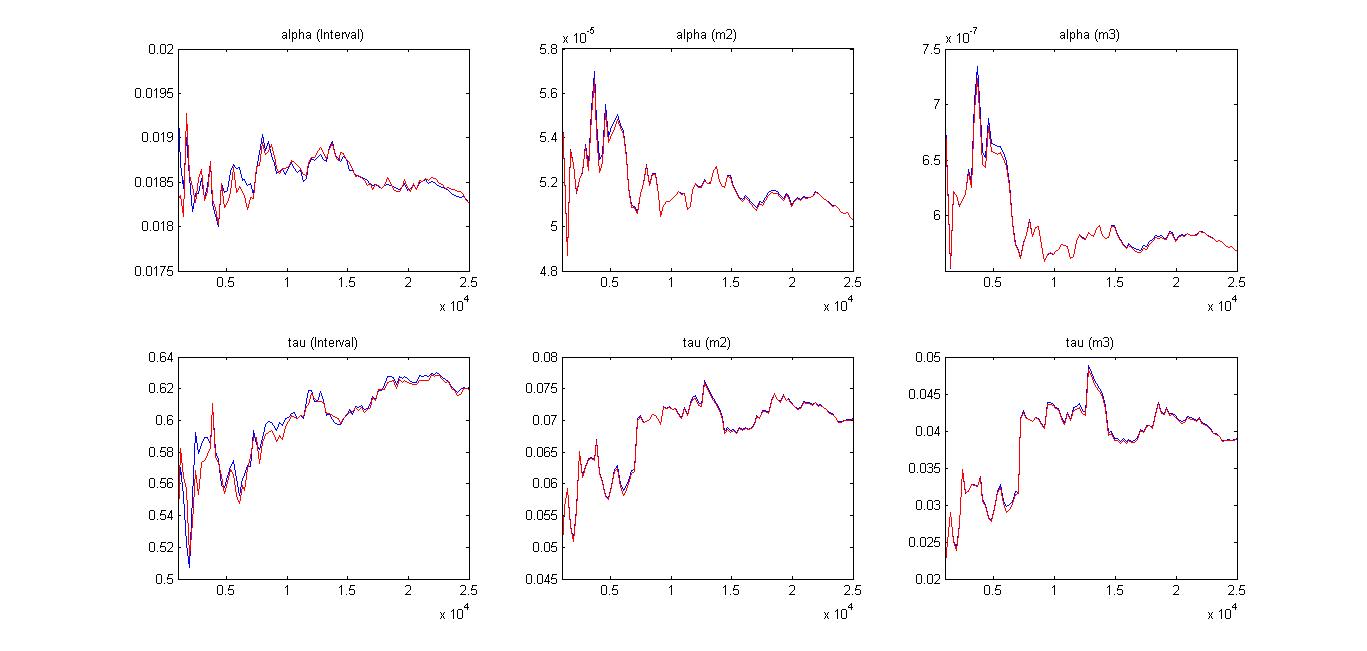 alpha (Interval)
0.02
0.0195
0.019
0.0185
0.018
0.0175
0.5 1 1.5 2 2.5
x 10^4
alpha (m2)
x 10^-5
5.8
5.6
5.4
5.2
5
4.8
0.5 1 1.5 2 2.5
x 10^4
alpha (m3)
x 10^-7
7.5
7
6.5
6
0.5 1 1.5 2 2.5
x 10^4
tau (Interval)
0.64
0.62
0.6
0.58
0.56
0.54
0.52
0.5
0.5 1 1.5 2 2.5
x 10^4
tau (m2)
0.08
0.075
0.07
0.065
0.06
0.055
0.05
0.045
0.5 1 1.5 2 2.5
x 10^4
tau (m3)
0.05
0.045
0.04
0.035
0.03
0.025
0.02
0.5 1 1.5 2 2.5
x 10^4